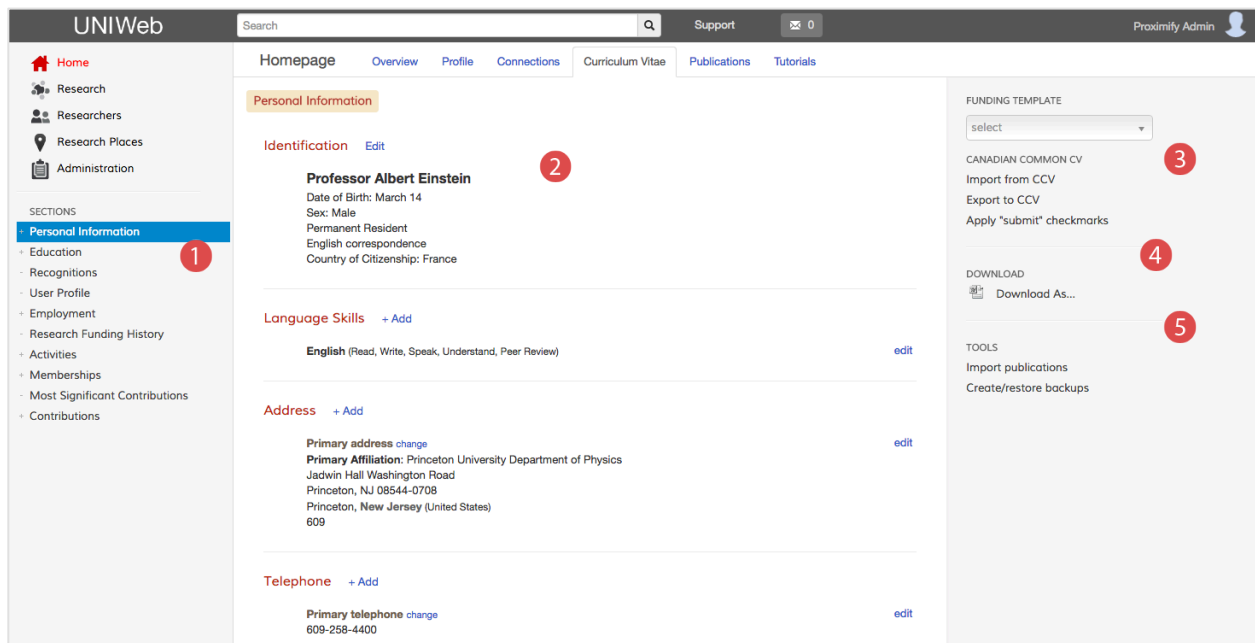 UNIWeb
Search
Support
0
Proximify Admin
Home
Research
Researchers
Research Places
Administration
SECTIONS
+ Personal Information
+ Education
- Recognitions
- User Profile
+ Employment
- Research Funding History
+ Activities
+ Memberships
- Most Significant Contributions
+ Contributions
1
Homepage Overview Profile Connections Curriculum Vitae Publications Tutorials
Personal Information
Identification Edit
2
Professor Albert Einstein
Date of Birth: March 14
Sex: Male
Permanent Resident
English correspondence
Country of Citizenship: France
Language Skills + Add
English (Read, Write, Speak, Understand, Peer Review) edit
Address + Add
Primary address change edit
Primary Affiliation: Princeton University Department of Physics
Jadwin Hall Washington Road
Princeton, NJ 08544-0708
Princeton, New Jersey (United States)
609
Telephone + Add
Primary telephone change edit
609-258-4400
FUNDING TEMPLATE
select
3
CANADIAN COMMON CV
Import from CCV
Export to CCV
Apply "submit" checkmarks
4
DOWNLOAD
Download As...
5
TOOLS
Import publications
Create/restore backups